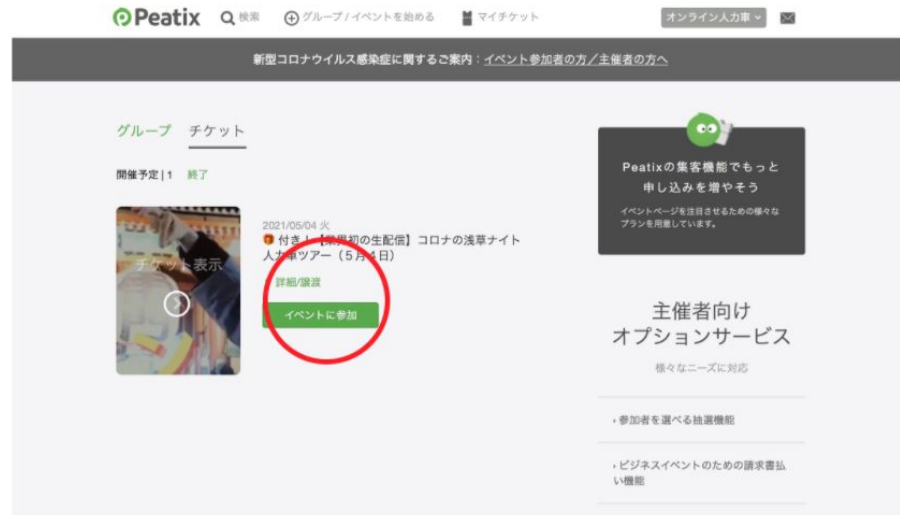 Peatix 検索 グループ/イベントを始める マイチケット オンライン人力車
新型コロナウイルス感染症に関するご案内:イベント参加者の方/主催者の方へ
グループ チケット
開催予定|1 終了
チケット表示
2021/05/04 火
付き!【業界初の生配信】コロナの浅草ナイト
人力車ツアー(5月4日)
詳細/譲渡
イベントに参加
Peatixの集客機能でもっと
申し込みを増やそう
イベントページを注目させるための様々な
プランを用意しています。
主催者向け
オプションサービス
様々なニーズに対応
› 参加者を選べる抽選機能
› ビジネスイベントのための請求書払
い機能